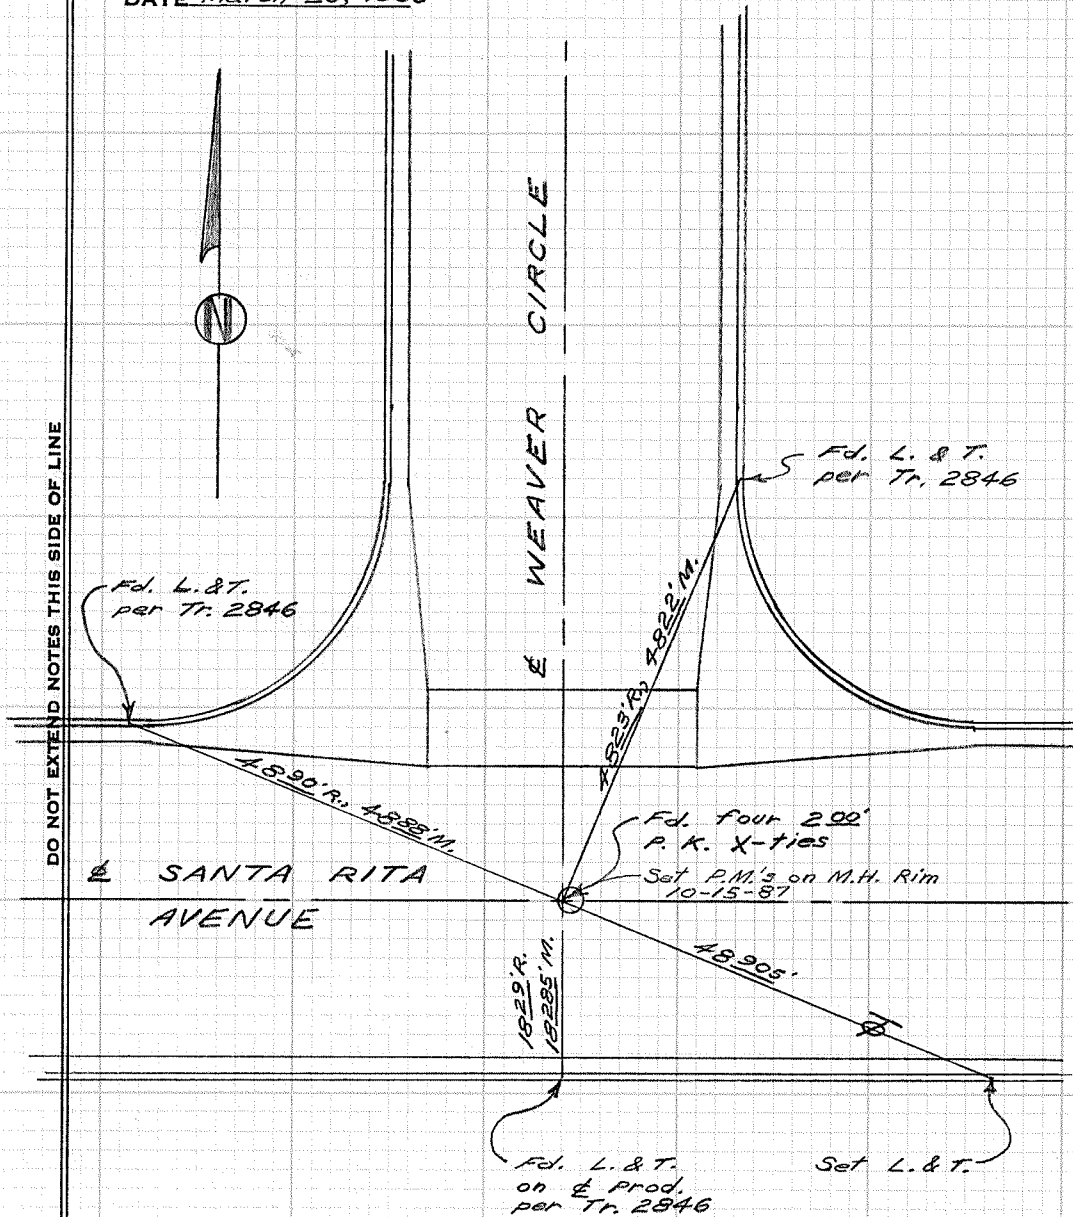 DATE March
N
DO NOT EXTEND NOTES THIS SIDE OF LINE
℄ WEAVER CIRCLE
Fd. L. & T.
per Tr. 2846
Fd. L. & T.
per Tr. 2846
48.23' R., 48.22' M.
48.90' R., 48.88' M.
Fd. four 2.00'
P. K. X-ties
Set P.M.'s on M.H. Rim
10-15-87
℄ SANTA RITA
AVENUE
18.29' R.
18.285' M.
48.905'
Fd. L. & T.
on ℄ Prod.
per Tr. 2846
Set L. & T.